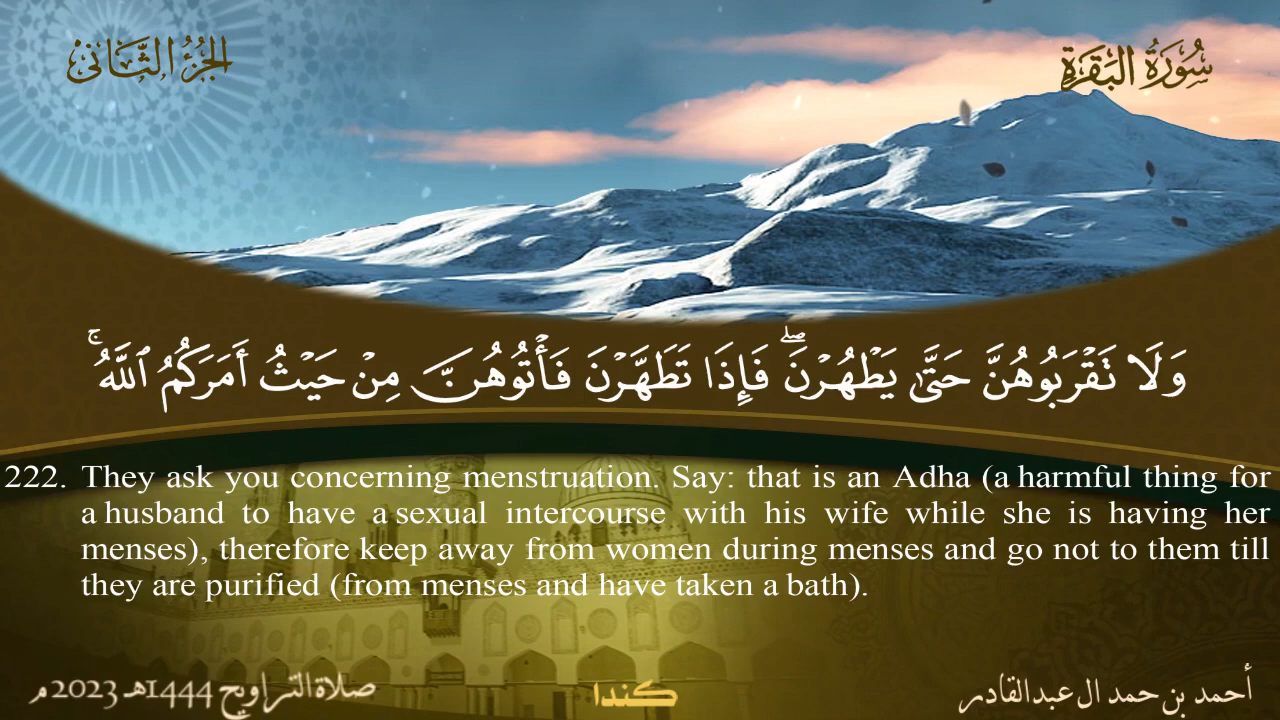 سُورَةُ البَقَرَةِ
الجُزْءُ الثَّانِي
وَلَا تَقْرَبُوهُنَّ حَتَّىٰ يَطْهُرْنَ ۖ فَإِذَا تَطَهَّرْنَ فَأْتُوهُنَّ مِنْ حَيْثُ أَمَرَكُمُ ٱللَّهُ ۚ
222. They ask you concerning menstruation. Say: that is an Adha (a harmful thing for
a husband to have a sexual intercourse with his wife while she is having her
menses), therefore keep away from women during menses and go not to them till
they are purified (from menses and have taken a bath).
أحمد بن حمد ال عبدالقادر
كندا
صلاة التراويح 1444هـ 2023م